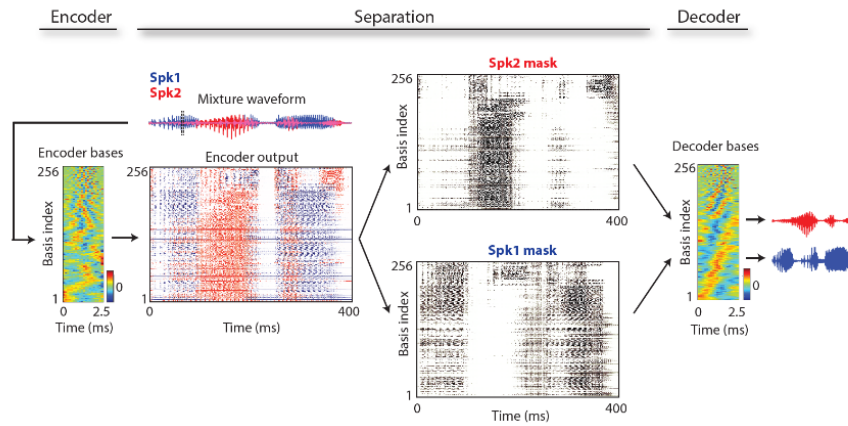 Encoder
Separation
Decoder
Spk1
Spk2
Mixture waveform
Encoder bases
256
Basis index
1
0
0 2.5
Time (ms)
Encoder output
256
1
0 400
Time (ms)
Spk2 mask
256
Basis index
1
0 400
Spk1 mask
256
Basis index
1
0 400
Time (ms)
Decoder bases
256
Basis index
1
0
0 2.5
Time (ms)